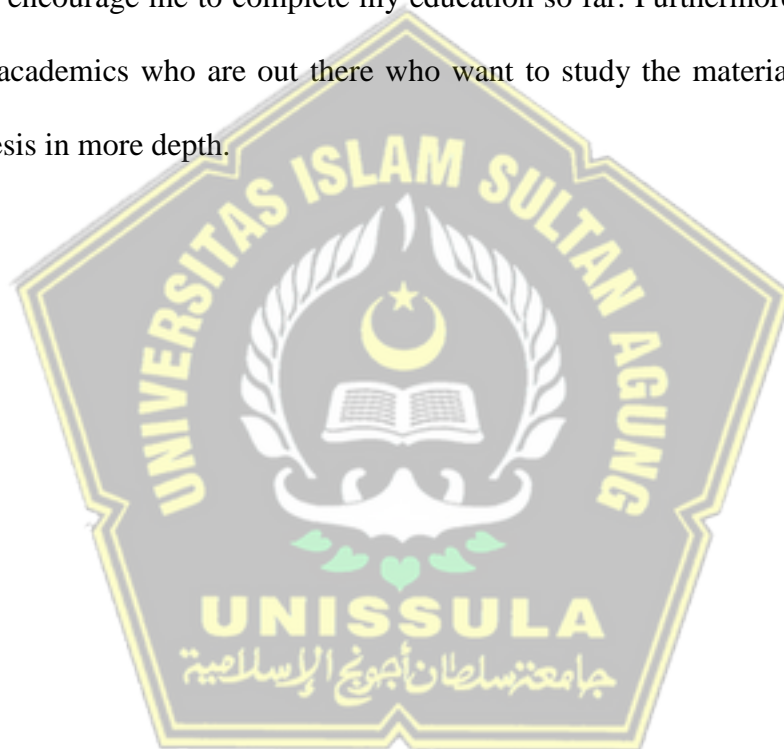 encourage me to complete my education so far. Furthermore
academics who are out there who want to study the material
esis in more depth.
UNIVERSITAS ISLAM SULTAN AGUNG
UNISSULA
جامعة سلطان أجونج الإسلامية